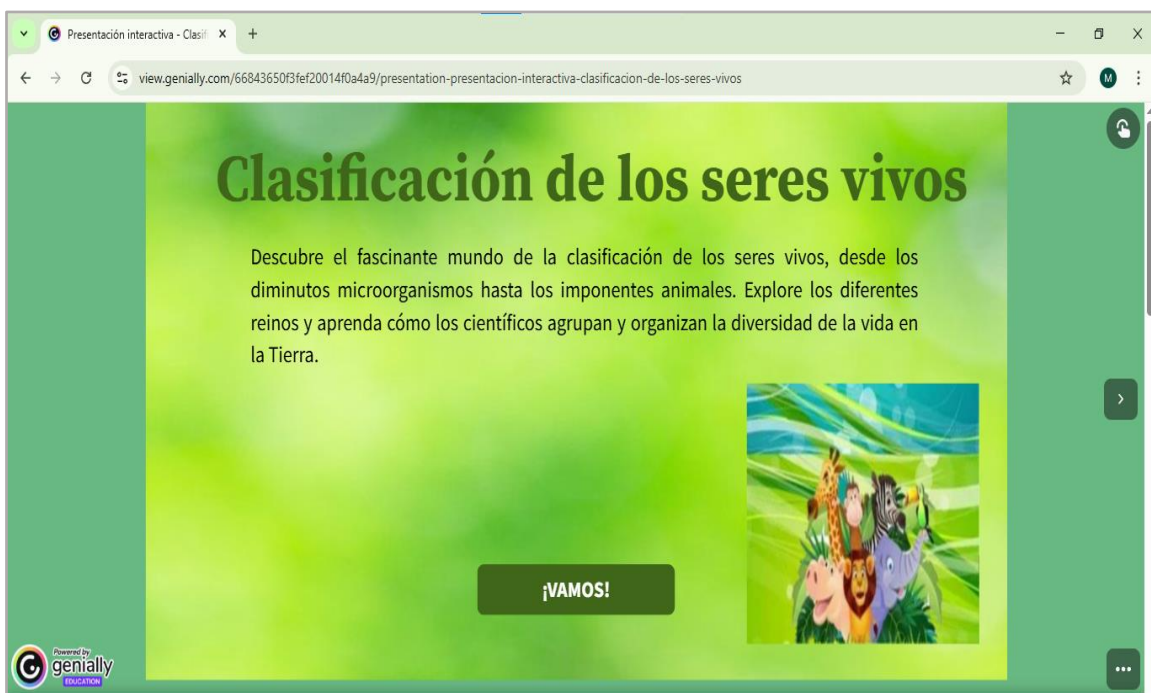 Presentación interactiva - Clasifi
view.genially.com/66843650f3fef20014f0a4a9/presentation-presentacion-interactiva-clasificacion-de-los-seres-vivos
M
Clasificación de los seres vivos
Descubre el fascinante mundo de la clasificación de los seres vivos, desde los
diminutos microorganismos hasta los imponentes animales. Explore los diferentes
reinos y aprenda cómo los científicos agrupan y organizan la diversidad de la vida en
la Tierra.
¡VAMOS!
Powered by
genially
EDUCATION